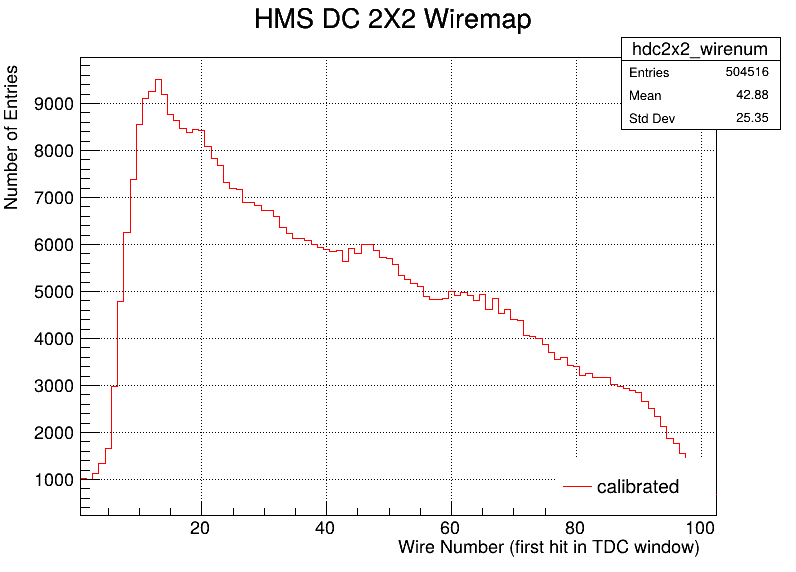 HMS DC 2X2 Wiremap
hdc2x2_wirenum
Entries 504516
Mean 42.88
Std Dev 25.35
Number of Entries
9000
8000
7000
6000
5000
4000
3000
2000
1000
calibrated
20 40 60 80 100
Wire Number (first hit in TDC window)